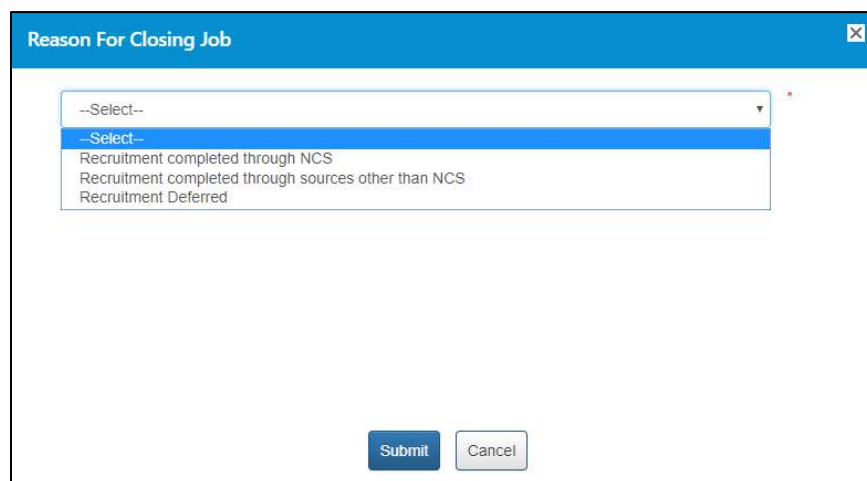 Reason For Closing Job
--Select--
*
--Select--
Recruitment completed through NCS
Recruitment completed through sources other than NCS
Recruitment Deferred
Submit Cancel